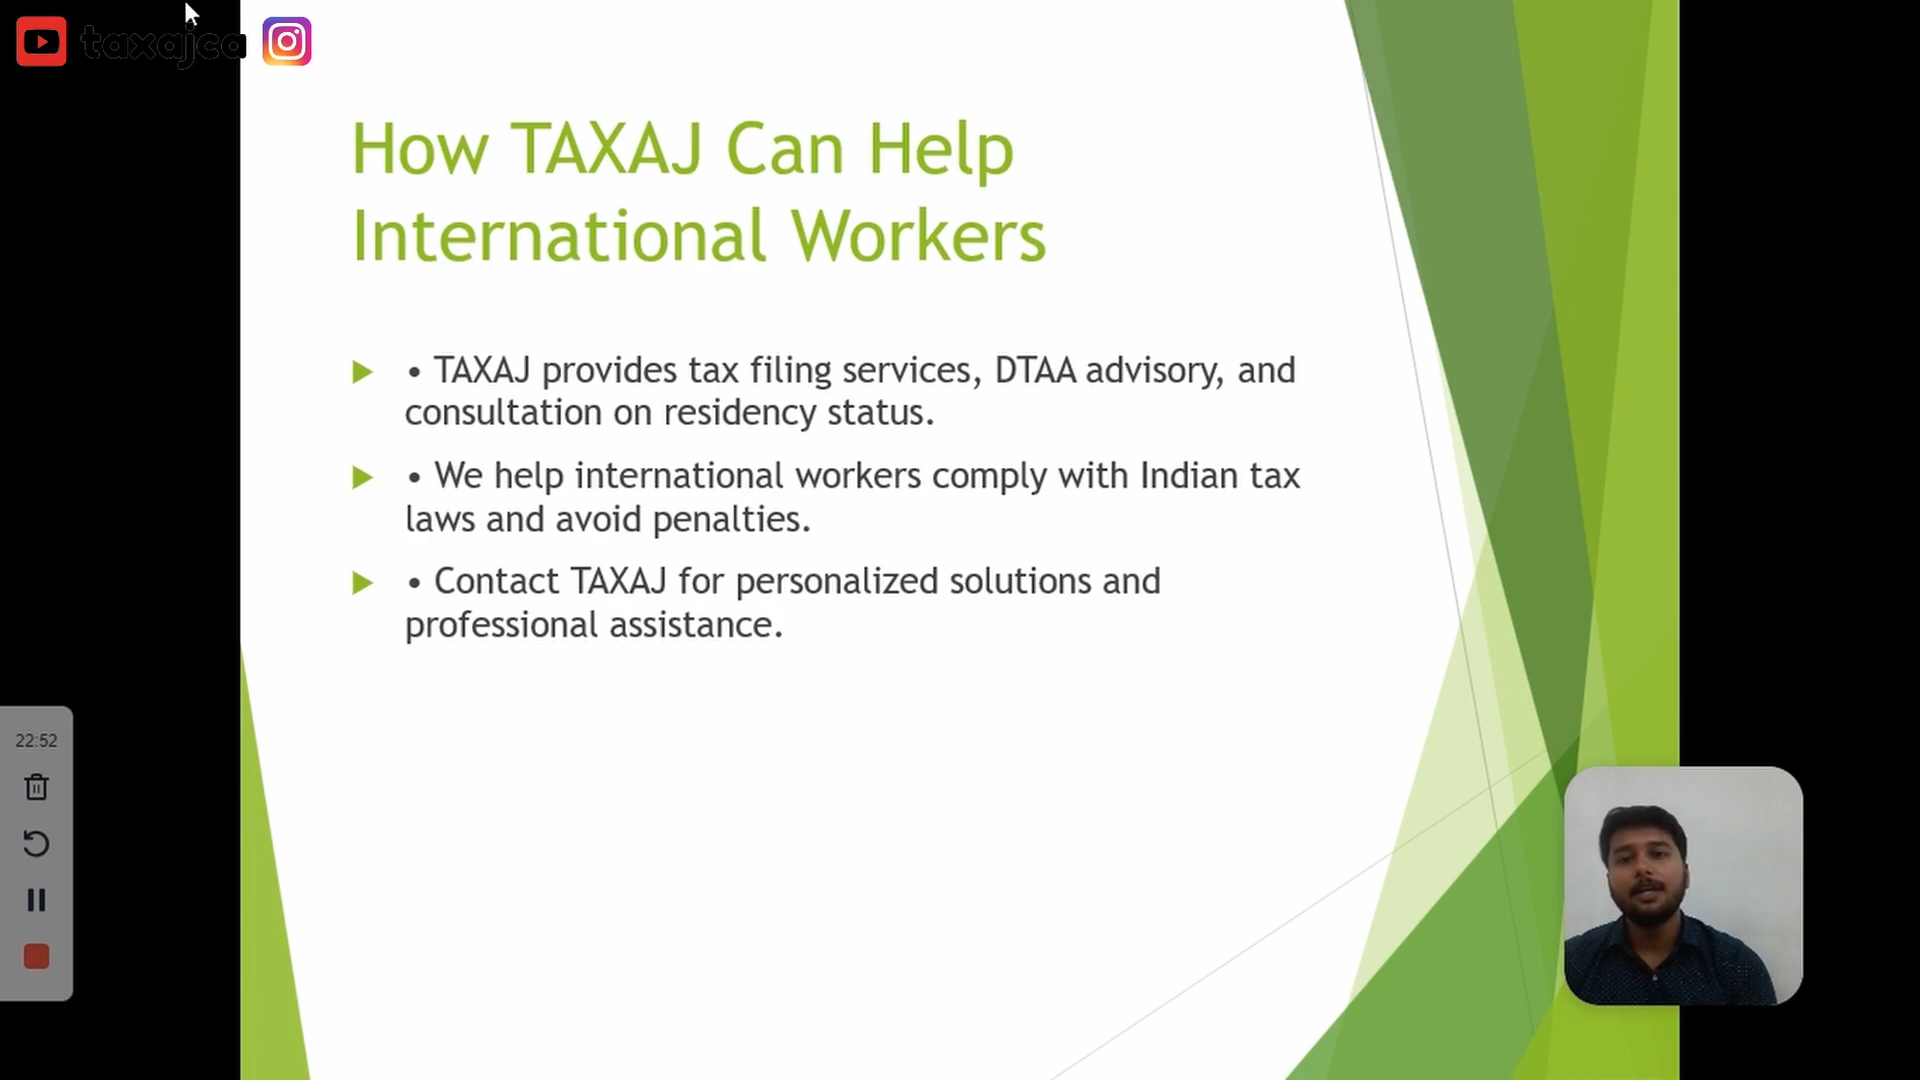 taxajca
How TAXAJ Can Help
International Workers
• TAXAJ provides tax filing services, DTAA advisory, and
consultation on residency status.
• We help international workers comply with Indian tax
laws and avoid penalties.
• Contact TAXAJ for personalized solutions and
professional assistance.
22:52